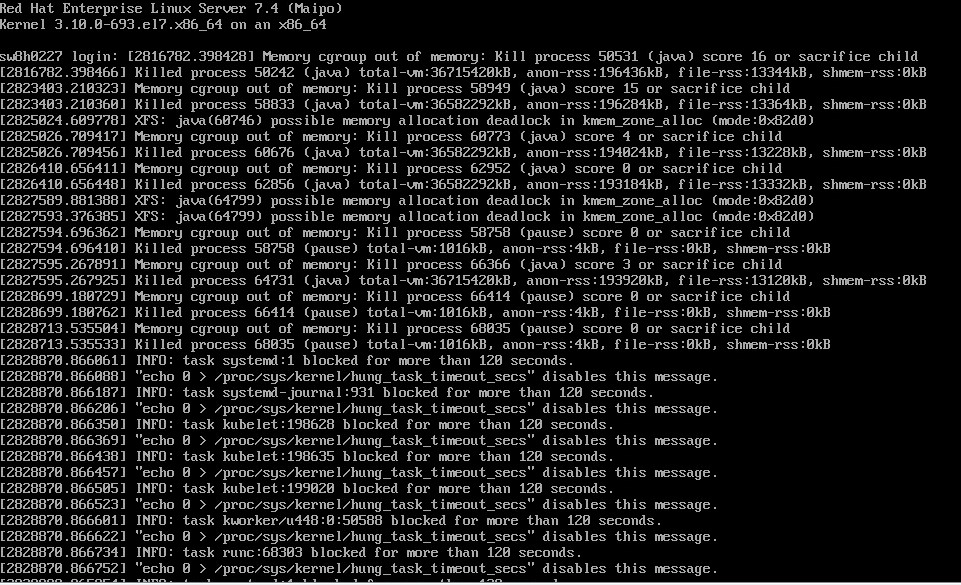 Red Hat Enterprise Linux Server 7.4 (Maipo)
Kernel 3.10.0-693.el7.x86_64 on an x86_64
sw8h0227 login: [2816782.398428] Memory cgroup out of memory: Kill process 50531 (java) score 16 or sacrifice child
[2816782.398466] Killed process 50242 (java) total-vm:36715420kB, anon-rss:196436kB, file-rss:13344kB, shmem-rss:0kB
[2823403.210323] Memory cgroup out of memory: Kill process 58949 (java) score 15 or sacrifice child
[2823403.210360] Killed process 58833 (java) total-vm:36582292kB, anon-rss:196284kB, file-rss:13364kB, shmem-rss:0kB
[2825024.609778] XFS: java(60746) possible memory allocation deadlock in kmem_zone_alloc (mode:0x82d0)
[2825026.709417] Memory cgroup out of memory: Kill process 60773 (java) score 4 or sacrifice child
[2825026.709456] Killed process 60676 (java) total-vm:36582292kB, anon-rss:194024kB, file-rss:13228kB, shmem-rss:0kB
[2826410.656411] Memory cgroup out of memory: Kill process 62952 (java) score 0 or sacrifice child
[2826410.656448] Killed process 62856 (java) total-vm:36582292kB, anon-rss:193184kB, file-rss:13332kB, shmem-rss:0kB
[2827589.881388] XFS: java(64799) possible memory allocation deadlock in kmem_zone_alloc (mode:0x82d0)
[2827593.376385] XFS: java(64799) possible memory allocation deadlock in kmem_zone_alloc (mode:0x82d0)
[2827594.696362] Memory cgroup out of memory: Kill process 58758 (pause) score 0 or sacrifice child
[2827594.696410] Killed process 58758 (pause) total-vm:1016kB, anon-rss:4kB, file-rss:0kB, shmem-rss:0kB
[2827595.267891] Memory cgroup out of memory: Kill process 66366 (java) score 3 or sacrifice child
[2827595.267925] Killed process 64731 (java) total-vm:36715420kB, anon-rss:193920kB, file-rss:13120kB, shmem-rss:0kB
[2828699.180729] Memory cgroup out of memory: Kill process 66414 (pause) score 0 or sacrifice child
[2828699.180762] Killed process 66414 (pause) total-vm:1016kB, anon-rss:4kB, file-rss:0kB, shmem-rss:0kB
[2828713.535504] Memory cgroup out of memory: Kill process 68035 (pause) score 0 or sacrifice child
[2828713.535533] Killed process 68035 (pause) total-vm:1016kB, anon-rss:4kB, file-rss:0kB, shmem-rss:0kB
[2828870.866061] INFO: task systemd:1 blocked for more than 120 seconds.
[2828870.866088] "echo 0 > /proc/sys/kernel/hung_task_timeout_secs" disables this message.
[2828870.866187] INFO: task systemd-journal:931 blocked for more than 120 seconds.
[2828870.866206] "echo 0 > /proc/sys/kernel/hung_task_timeout_secs" disables this message.
[2828870.866350] INFO: task kubelet:198628 blocked for more than 120 seconds.
[2828870.866369] "echo 0 > /proc/sys/kernel/hung_task_timeout_secs" disables this message.
[2828870.866438] INFO: task kubelet:198635 blocked for more than 120 seconds.
[2828870.866457] "echo 0 > /proc/sys/kernel/hung_task_timeout_secs" disables this message.
[2828870.866505] INFO: task kubelet:199020 blocked for more than 120 seconds.
[2828870.866523] "echo 0 > /proc/sys/kernel/hung_task_timeout_secs" disables this message.
[2828870.866601] INFO: task kworker/u448:0:50588 blocked for more than 120 seconds.
[2828870.866622] "echo 0 > /proc/sys/kernel/hung_task_timeout_secs" disables this message.
[2828870.866734] INFO: task runc:68303 blocked for more than 120 seconds.
[2828870.866752] "echo 0 > /proc/sys/kernel/hung_task_timeout_secs" disables this message.